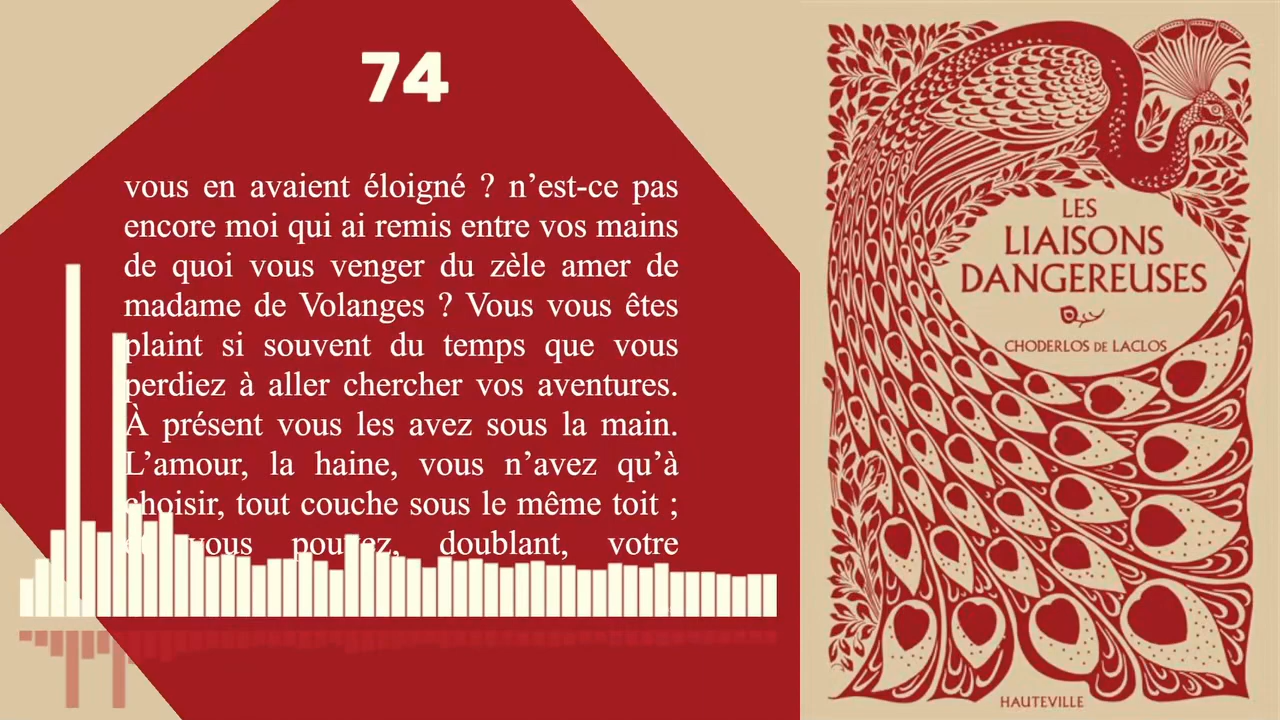 74
vous en avaient éloigné ? n’est-ce pas
encore moi qui ai remis entre vos mains
de quoi vous venger du zèle amer de
madame de Volanges ? Vous vous êtes
plaint si souvent du temps que vous
perdiez à aller chercher vos aventures.
À présent vous les avez sous la main.
L’amour, la haine, vous n’avez qu’à
choisir, tout couche sous le même toit ;
vous doublant, votre
LES
LIAISONS
DANGEREUSES
CHODERLOS DE LACLOS
HAUTEVILLE